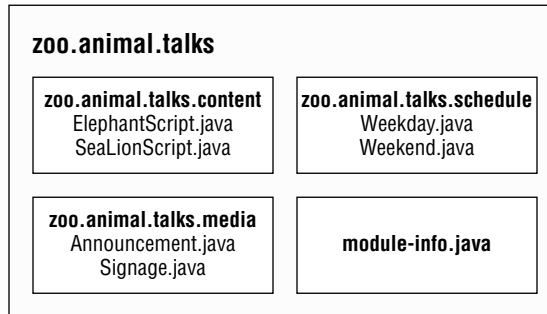 zoo.animal.talks
zoo.animal.talks.content
ElephantScript.java
SeaLionScript.java
zoo.animal.talks.schedule
Weekday.java
Weekend.java
zoo.animal.talks.media
Announcement.java
Signage.java
module-info.java